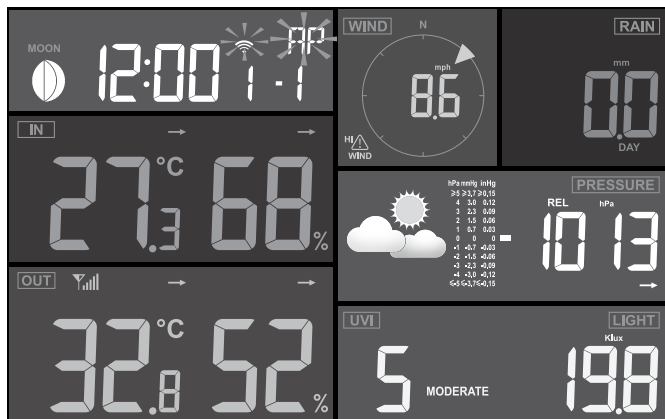 MOON
12:00
AP
1 - 1
IN
27.3 °C
68 %
OUT
32.8 °C
52 %
WIND
N
mph
8.6
HI
WIND
RAIN
mm
0.0
DAY
PRESSURE
hPa mmHg inHg
≥5 ≥3,7 ≥0,15
4 3.0 0.12
3 2.3 0.09
2 1.5 0.06
1 0.7 0.03
0 0 0
-1 -0.7 -0.03
-2 -1.5 -0.06
-3 -2,3 -0,09
-4 -3,0 -0,12
≤-5 ≤-3,7 ≤-0,15
REL hPa
1013
UVI
5 MODERATE
LIGHT
Klux
19.8